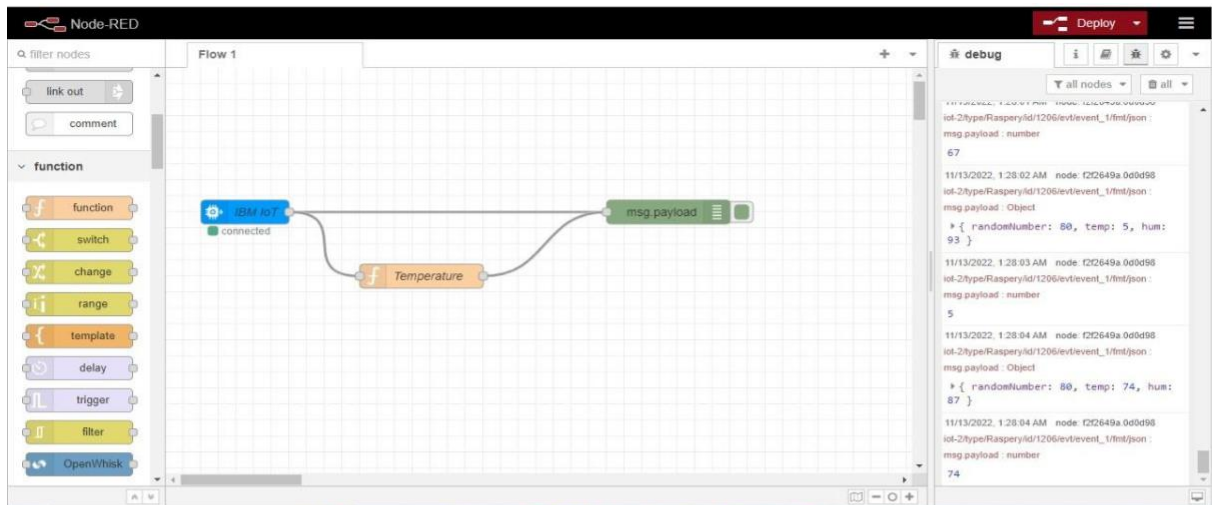 Node-RED
Deploy
filter nodes
Flow 1
debug
i
all nodes
all
link out
comment
function
function
switch
change
range
template
delay
trigger
filter
OpenWhisk
IBM IoT
connected
Temperature
msg.payload
iot-2/type/Raspery/id/1206/evt/event_1/fmt/json :
msg.payload : number
67
11/13/2022, 1:28:02 AM node: f2f2649a.0d0d98
iot-2/type/Raspery/id/1206/evt/event_1/fmt/json :
msg.payload : Object
{ randomNumber: 80, temp: 5, hum:
93 }
11/13/2022, 1:28:03 AM node: f2f2649a.0d0d98
iot-2/type/Raspery/id/1206/evt/event_1/fmt/json :
msg.payload : number
5
11/13/2022, 1:28:04 AM node: f2f2649a.0d0d98
iot-2/type/Raspery/id/1206/evt/event_1/fmt/json :
msg.payload : Object
{ randomNumber: 80, temp: 74, hum:
87 }
11/13/2022, 1:28:04 AM node: f2f2649a.0d0d98
iot-2/type/Raspery/id/1206/evt/event_1/fmt/json :
msg.payload : number
74